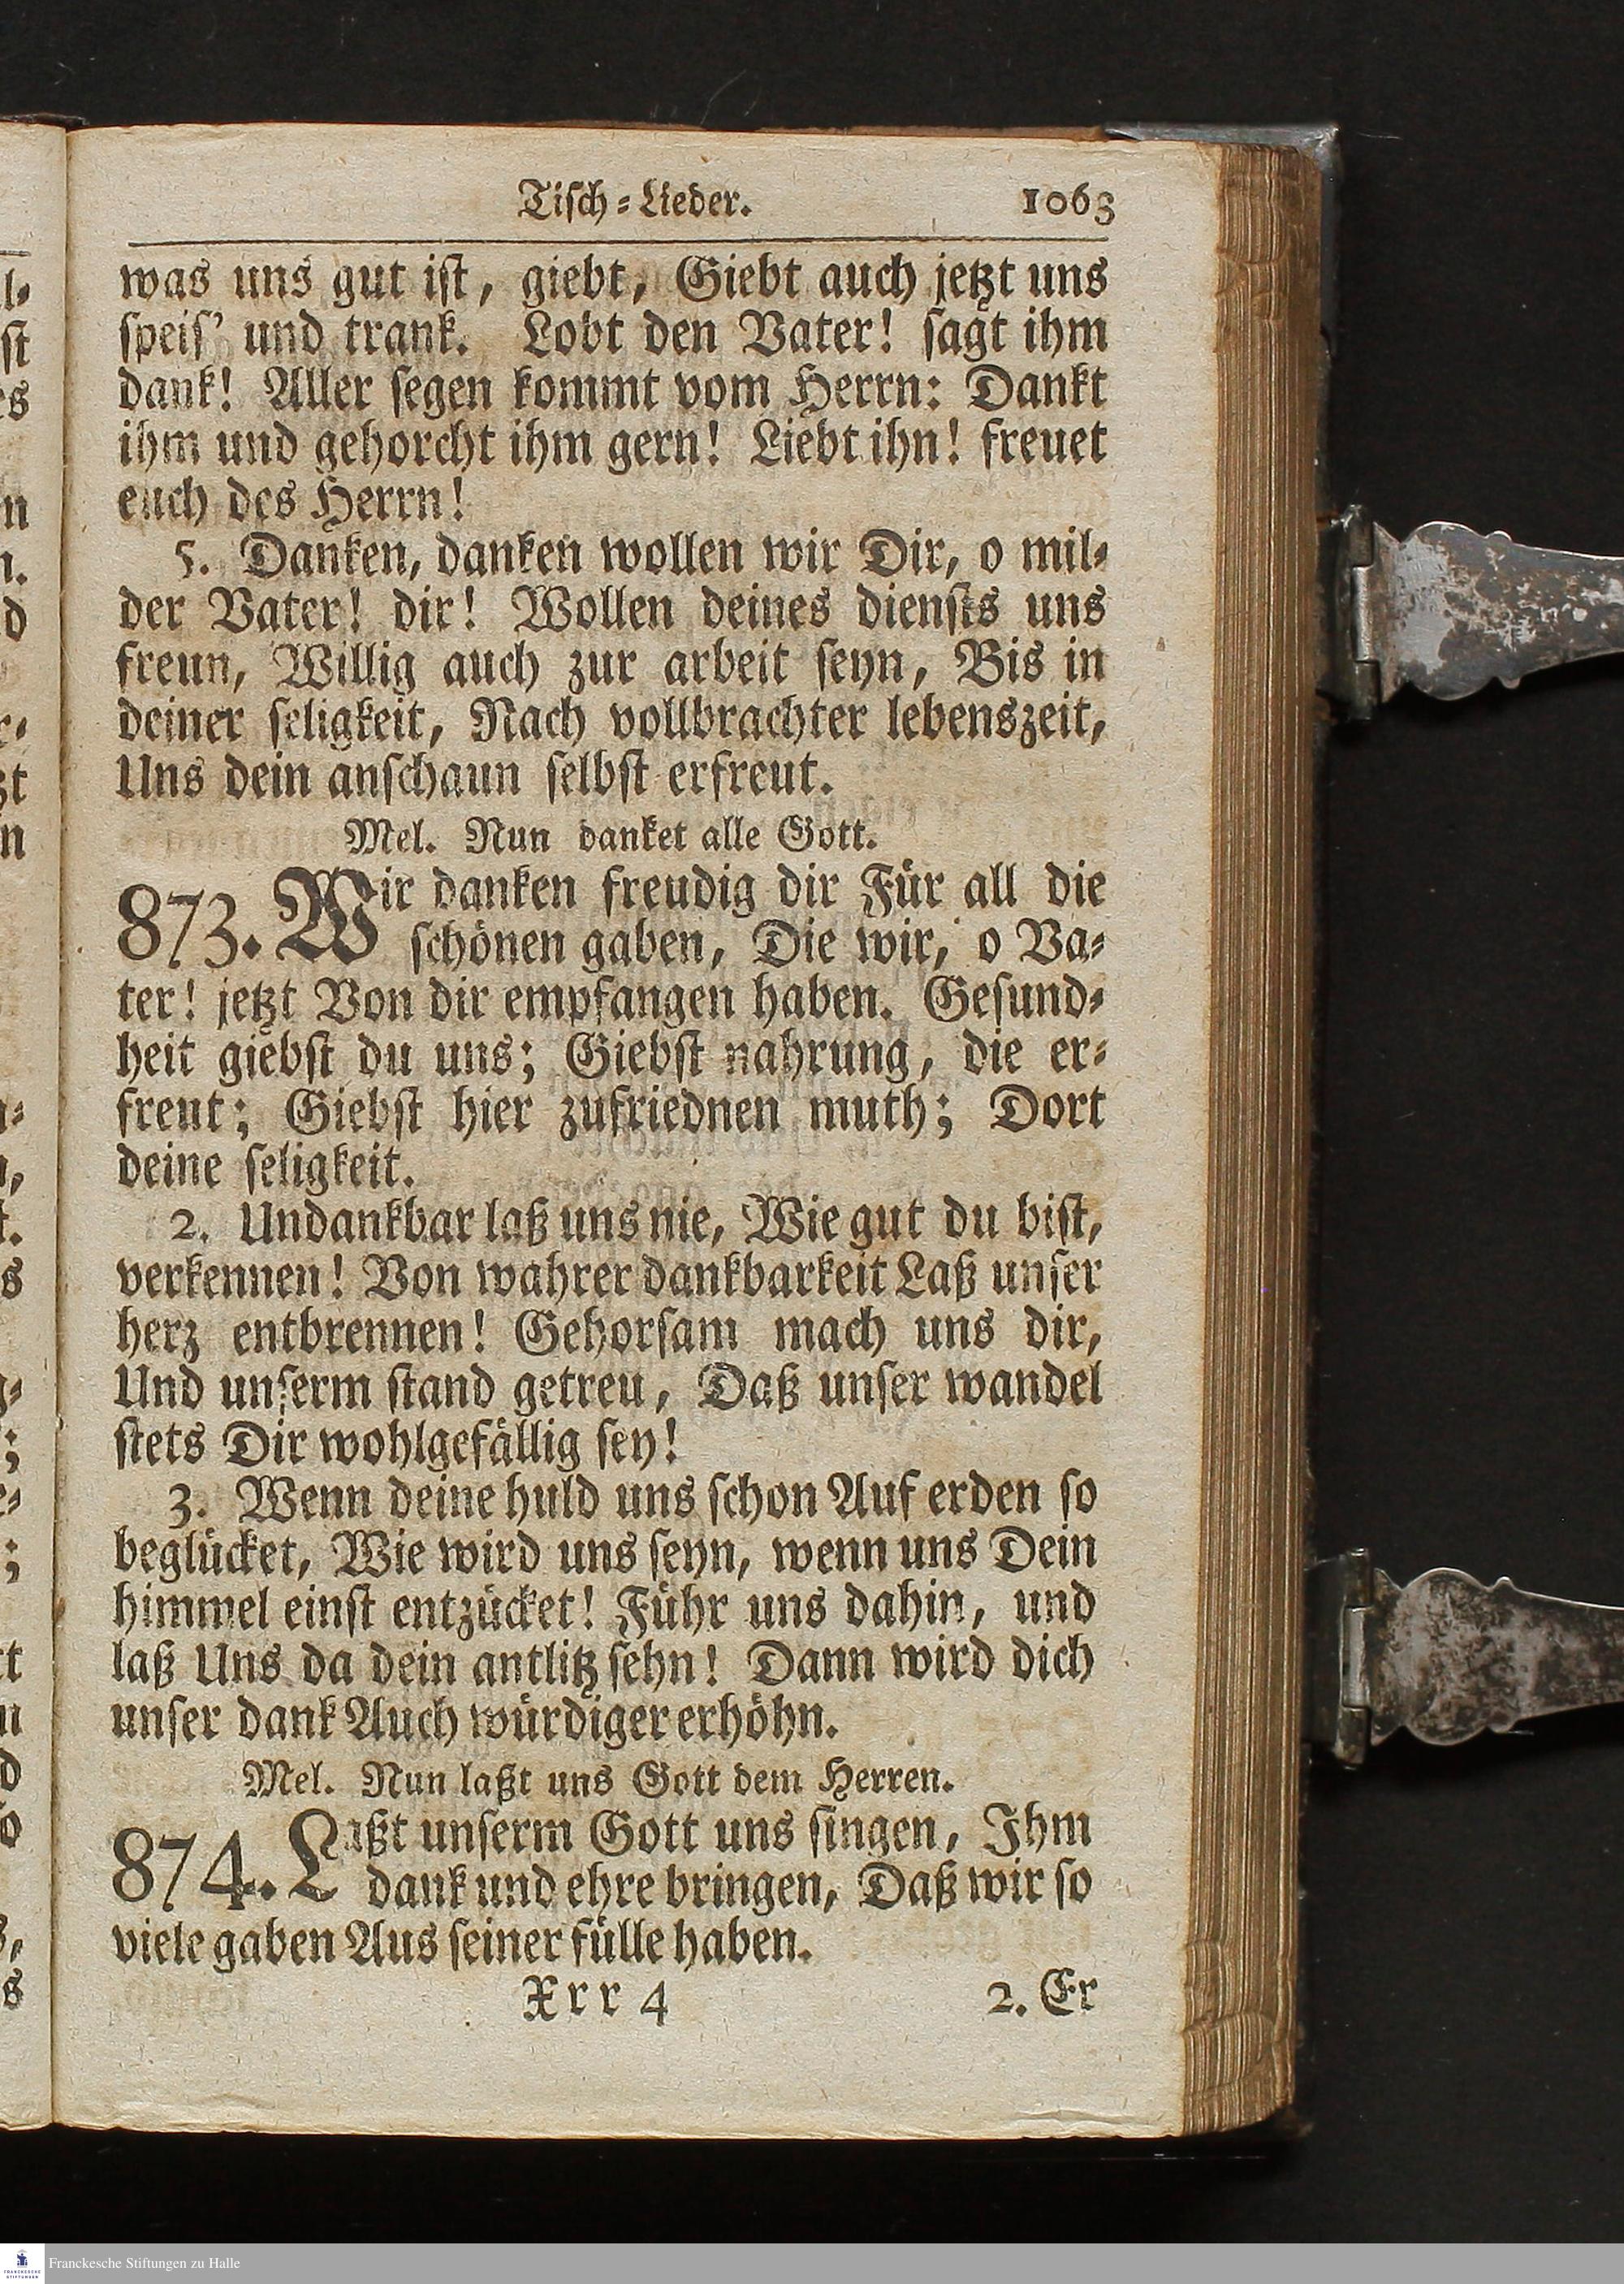 Tiſch-Lieder. 1063
was uns gut iſt, giebt, Giebt auch jetzt uns
ſpeiſ' und trank. Lobt den Vater! ſagt ihm
dank! Aller ſegen kommt vom Herrn: Dankt
ihm und gehorcht ihm gern! Liebt ihn! freuet
euch des Herrn!
5. Danken, danken wollen wir Dir, o mil-
der Vater! dir! Wollen deines dienſts uns
freun, Willig auch zur arbeit ſeyn, Bis in
deiner ſeligkeit, Nach vollbrachter lebenszeit,
Uns dein anſchaun ſelbſt erfreut.
Mel. Nun danket alle Gott.
873. Wir danken freudig dir Für all die
ſchönen gaben, Die wir, o Va-
ter! jetzt Von dir empfangen haben. Geſund-
heit giebſt du uns; Giebſt nahrung, die er-
freut; Giebſt hier zufriednen muth; Dort
deine ſeligkeit.
2. Undankbar laß uns nie, Wie gut du biſt,
verkennen! Von wahrer dankbarkeit Laß unſer
herz entbrennen! Gehorſam mach uns dir,
Und unſerm ſtand getreu, Daß unſer wandel
ſtets Dir wohlgefällig ſey!
3. Wenn deine huld uns ſchon Auf erden ſo
beglücket, Wie wird uns ſeyn, wenn uns Dein
himmel einſt entzücket! Führ uns dahin, und
laß Uns da dein antlitz ſehn! Dann wird dich
unſer dank Auch würdiger erhöhn.
Mel. Nun laßt uns Gott dem Herren.
874. Laßt unſerm Gott uns ſingen, Ihm
dank und ehre bringen, Daß wir ſo
viele gaben Aus ſeiner fülle haben.
Xrr 4 2. Er
Franckesche Stiftungen zu Halle